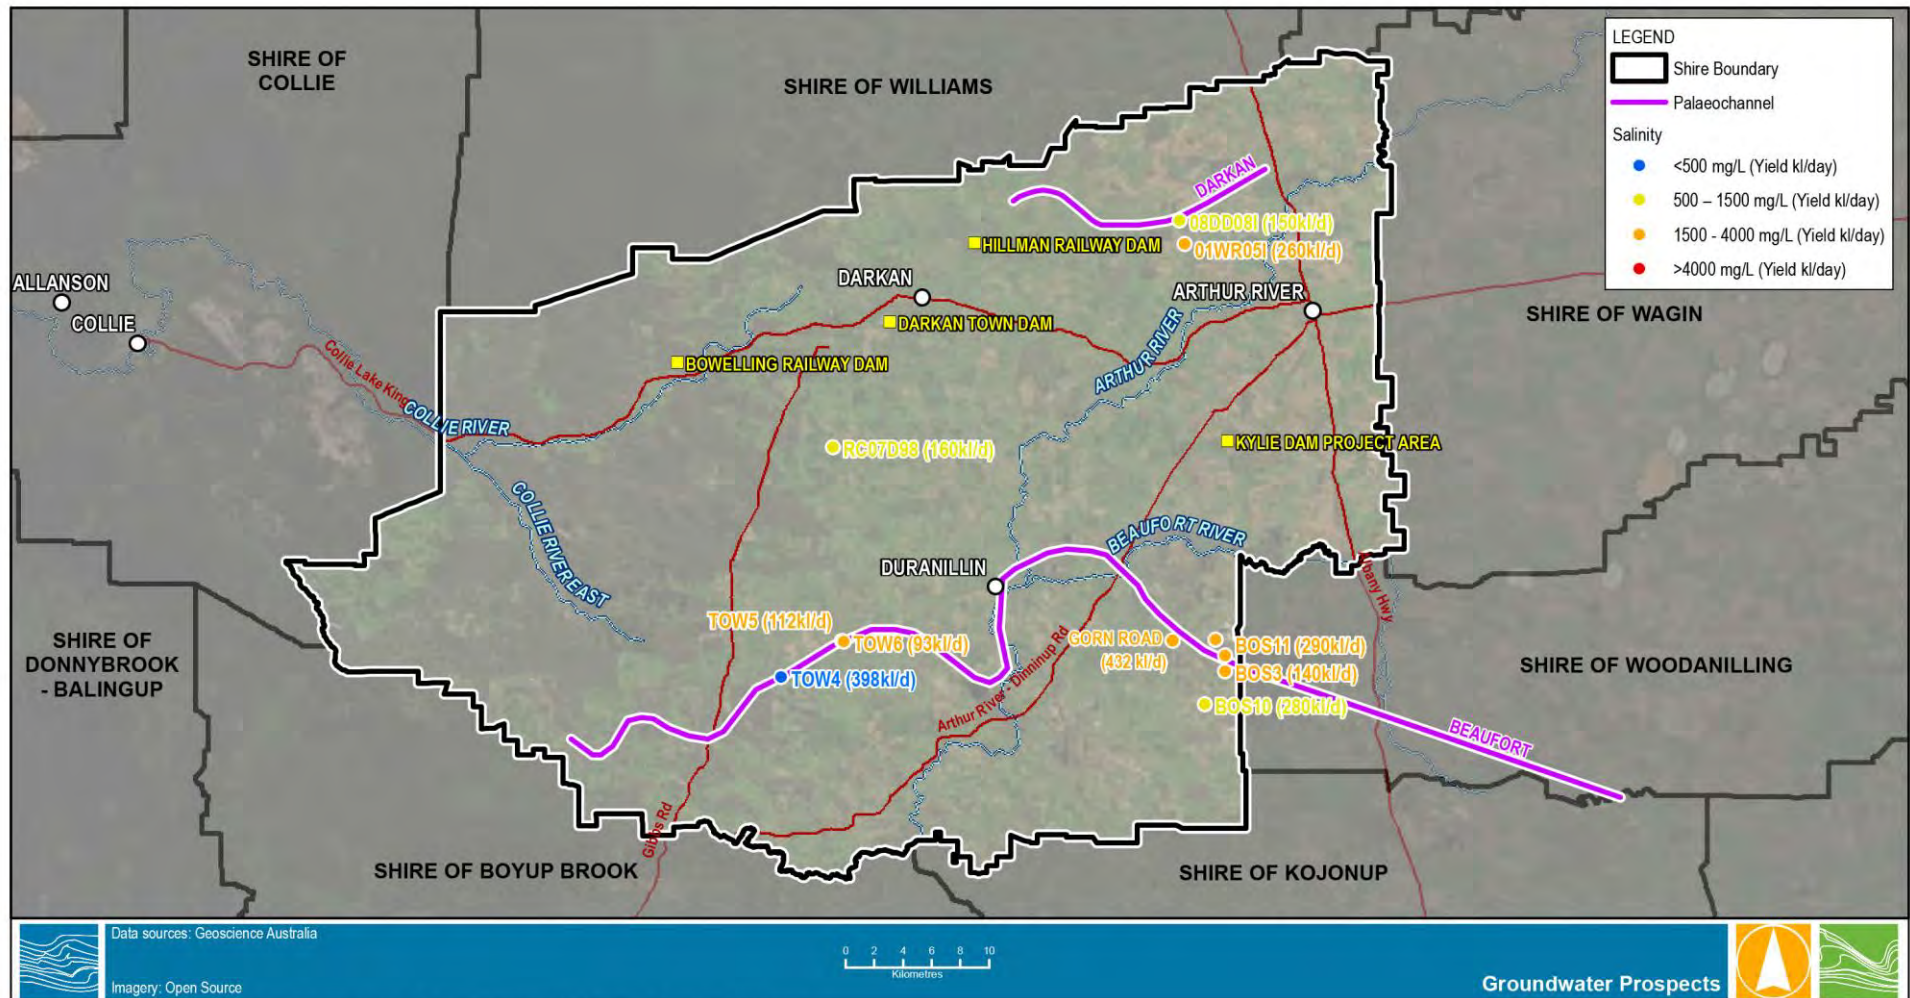 SHIRE OF
COLLIE
SHIRE OF WILLIAMS
LEGEND
Shire Boundary
Palaeochannel
Salinity
<500 mg/L (Yield kl/day)
500 – 1500 mg/L (Yield kl/day)
1500 - 4000 mg/L (Yield kl/day)
>4000 mg/L (Yield kl/day)
DARKAN
08DD08I (150kl/d)
HILLMAN RAILWAY DAM
01WR05I (260kl/d)
ALLANSON
DARKAN
ARTHUR RIVER
COLLIE
DARKAN TOWN DAM
SHIRE OF WAGIN
BOWELLING RAILWAY DAM
ARTHUR RIVER
Collie Lake King
COLLIE RIVER
KYLIE DAM PROJECT AREA
RC07D98 (160kl/d)
COLLIE RIVER EAST
BEAUFORT RIVER
DURANILLIN
Albany Hwy
SHIRE OF
DONNYBROOK
- BALINGUP
TOW5 (112kl/d)
TOW6 (93kl/d)
GORN ROAD
(432 kl/d)
BOS11 (290kl/d)
BOS3 (140kl/d)
SHIRE OF WOODANILLING
TOW4 (398kl/d)
Arthur River - Dinninup Rd
BOS10 (280kl/d)
BEAUFORT
Gibbs Rd
SHIRE OF BOYUP BROOK
SHIRE OF KOJONUP
Data sources: Geoscience Australia
0 2 4 6 8 10
Kilometres
Imagery: Open Source
Groundwater Prospects